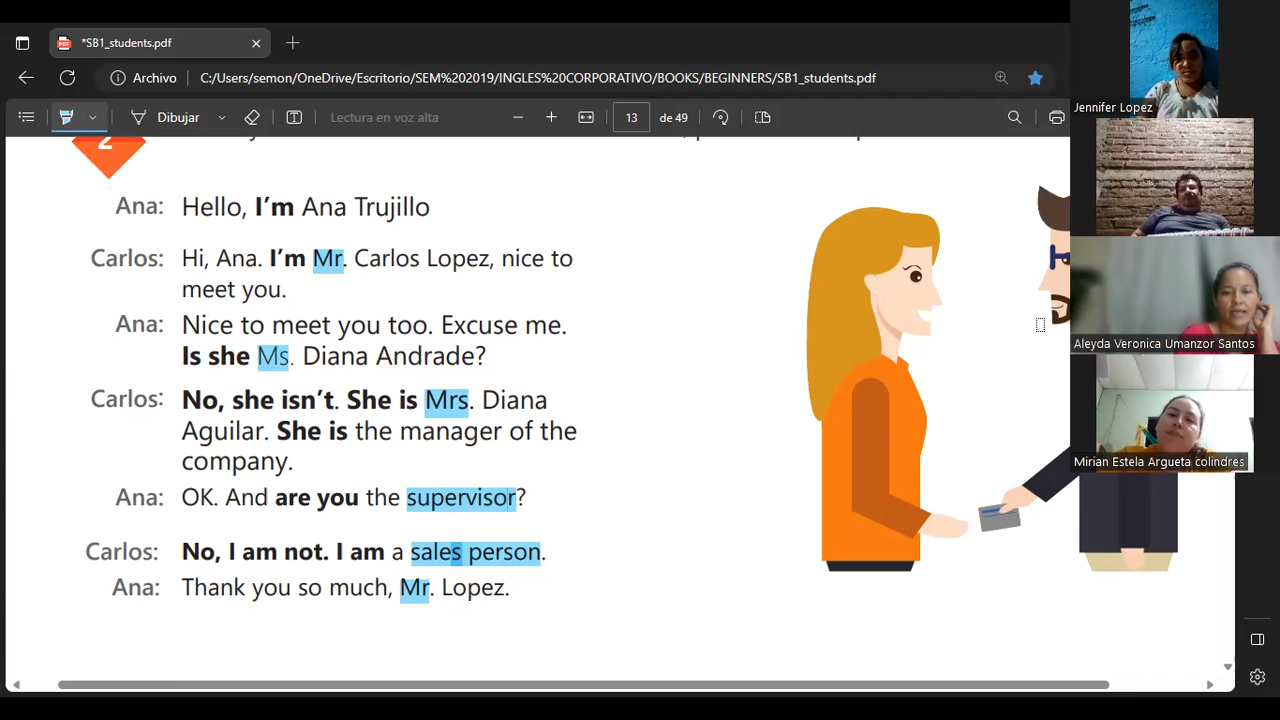 *SB1_students.pdf
Archivo
C:/Users/semon/OneDrive/Escritorio/SEM%202019/INGLES%20CORPORATIVO/BOOKS/BEGINNERS/SB1_students.pdf
Dibujar
Lectura en voz alta
13
de 49
2
Ana: Hello, I'm Ana Trujillo
Carlos: Hi, Ana. I'm Mr. Carlos Lopez, nice to
meet you.
Ana: Nice to meet you too. Excuse me.
Is she Ms. Diana Andrade?
Carlos: No, she isn't. She is Mrs. Diana
Aguilar. She is the manager of the
company.
Ana: OK. And are you the supervisor?
Carlos: No, I am not. I am a sales person.
Ana: Thank you so much, Mr. Lopez.
Jennifer Lopez
Aleyda Veronica Umanzor Santos
Mirian Estela Argueta colindres